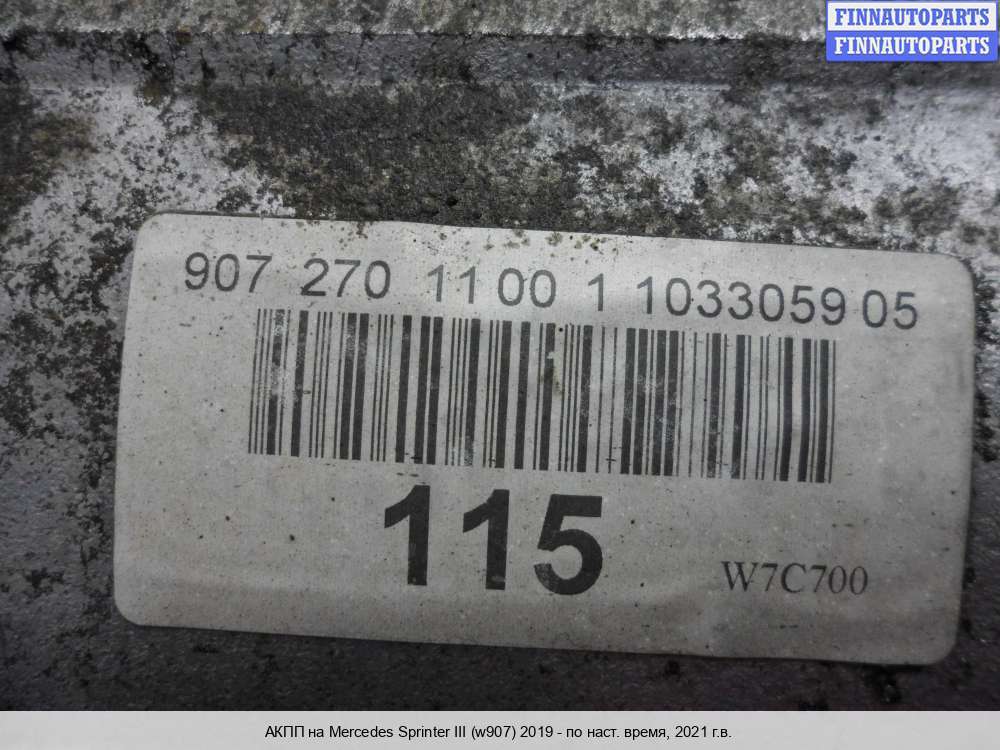 FINNAUTOPARTS
FINNAUTOPARTS
907 270 11 00 1 1033059 05
115
W7C700
АКПП на Mercedes Sprinter III (w907) 2019 - по наст. время, 2021 г.в.